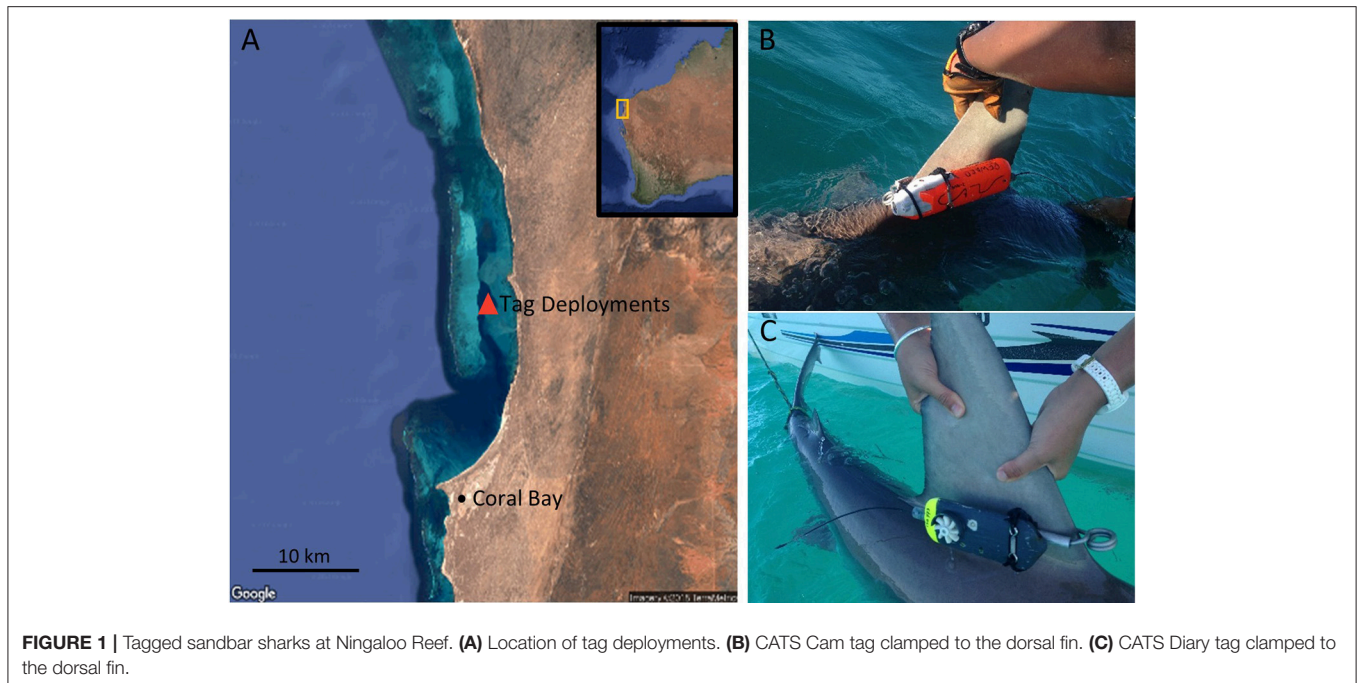 A
Tag Deployments
Coral Bay
10 km
Google
B
C
FIGURE 1 | Tagged sandbar sharks at Ningaloo Reef. (A) Location of tag deployments. (B) CATS Cam tag clamped to the dorsal fin. (C) CATS Diary tag clamped to
the dorsal fin.